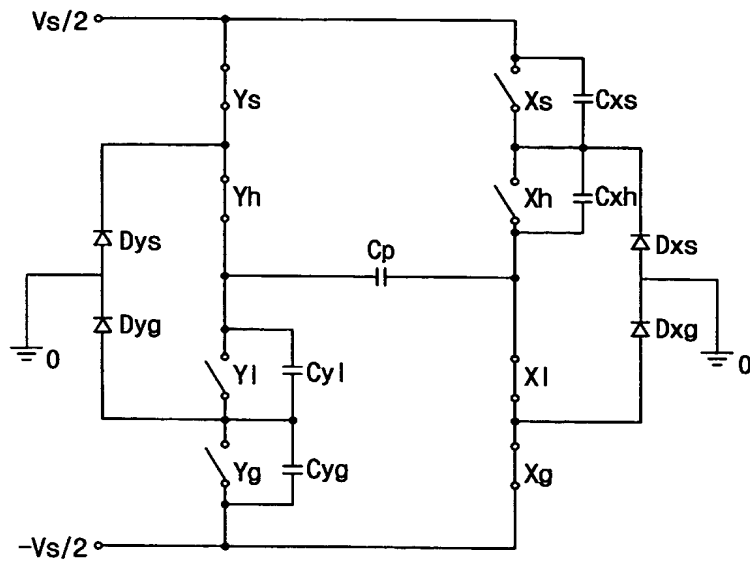 Vs/2
Ys
Xs
Cxs
Yh
Xh
Cxh
Dys
Cp
Dxs
Dyg
Dxg
0
Yl
Cyl
Xl
0
Yg
Cyg
Xg
-Vs/2